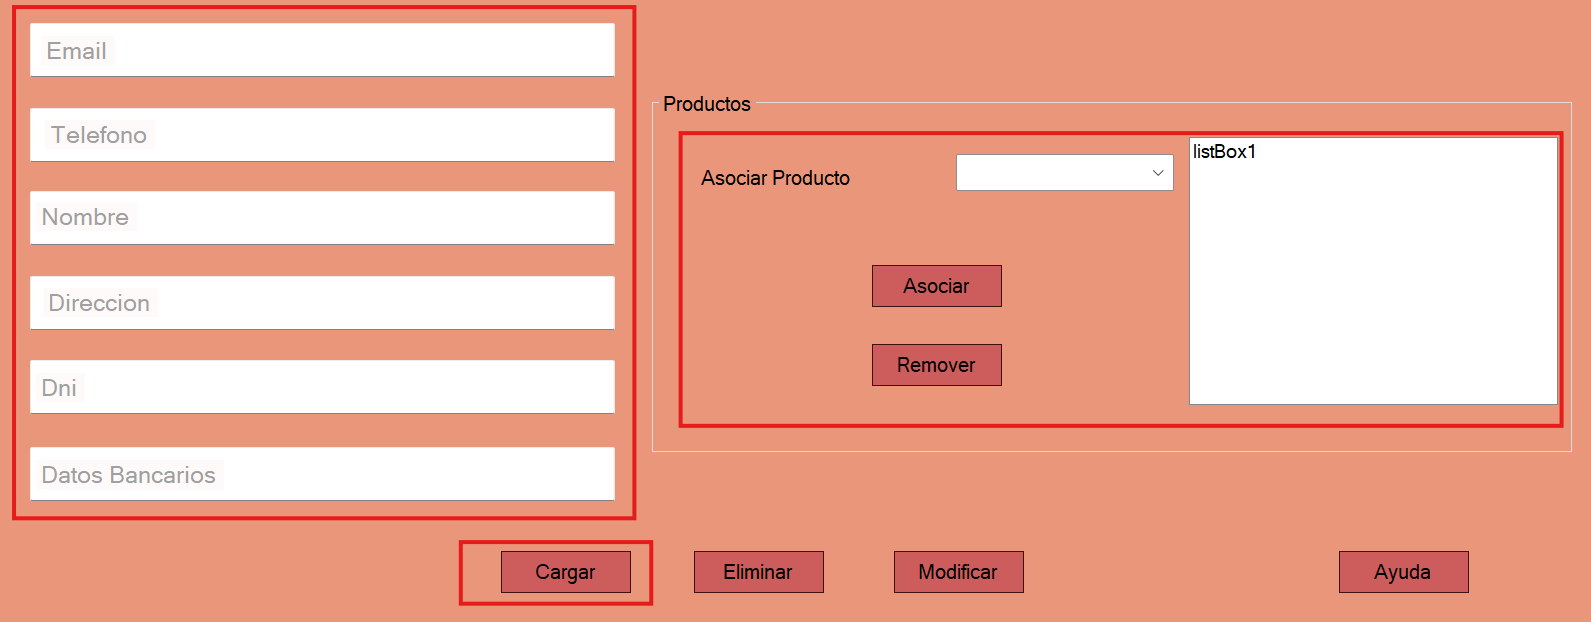 Email
Telefono
Nombre
Direccion
Dni
Datos Bancarios
Productos
Asociar Producto
listBox1
Asociar
Remover
Cargar
Eliminar
Modificar
Ayuda